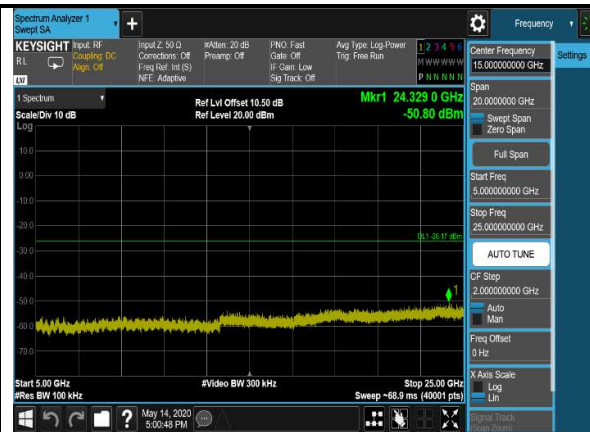 Spectrum Analyzer 1
Swept SA
Frequency
KEYSIGHT
RL
LXI
Input: RF
Coupling: DC
Align: Off
Input Z: 50 Ω
Corrections: Off
Freq Ref: Int (S)
NFE: Adaptive
#Atten: 20 dB
Preamp: Off
PNO: Fast
Gate: Off
IF Gain: Low
Sig Track: Off
Avg Type: Log-Power
Trig: Free Run
1 2 3 4 5 6
M W W W W W
P N N N N N
Center Frequency
15.000000000 GHz
Settings
1 Spectrum
Scale/Div 10 dB
Log
Ref Lvl Offset 10.50 dB
Ref Level 20.00 dBm
Mkr1 24.329 0 GHz
-50.80 dBm
Span
20.0000000 GHz
Swept Span
Zero Span
Full Span
Start Freq
5.000000000 GHz
Stop Freq
25.000000000 GHz
AUTO TUNE
CF Step
2.000000000 GHz
Auto
Man
Freq Offset
0 Hz
X Axis Scale
Log
Lin
Signal Track
(Span Zoom)
10.0
0.00
-10.0
-20.0
DL1 -26.17 dBm
-30.0
-40.0
1
-50.0
-60.0
-70.0
Start 5.00 GHz
#Video BW 300 kHz
Stop 25.00 GHz
#Res BW 100 kHz
Sweep ~68.9 ms (40001 pts)
?
May 14, 2020
5:00:48 PM